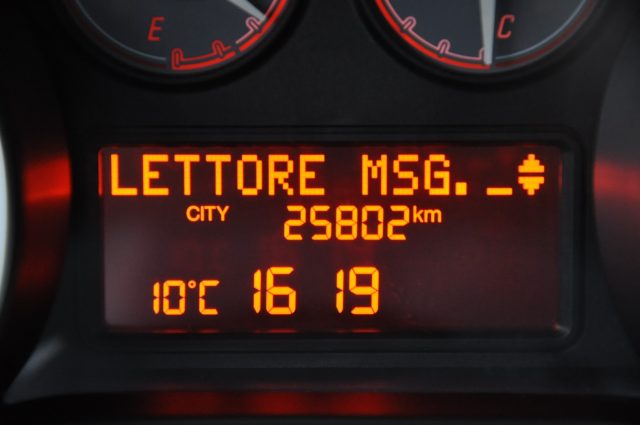 E C
LETTORE MSG._
CITY 25802km
10°C 16 19